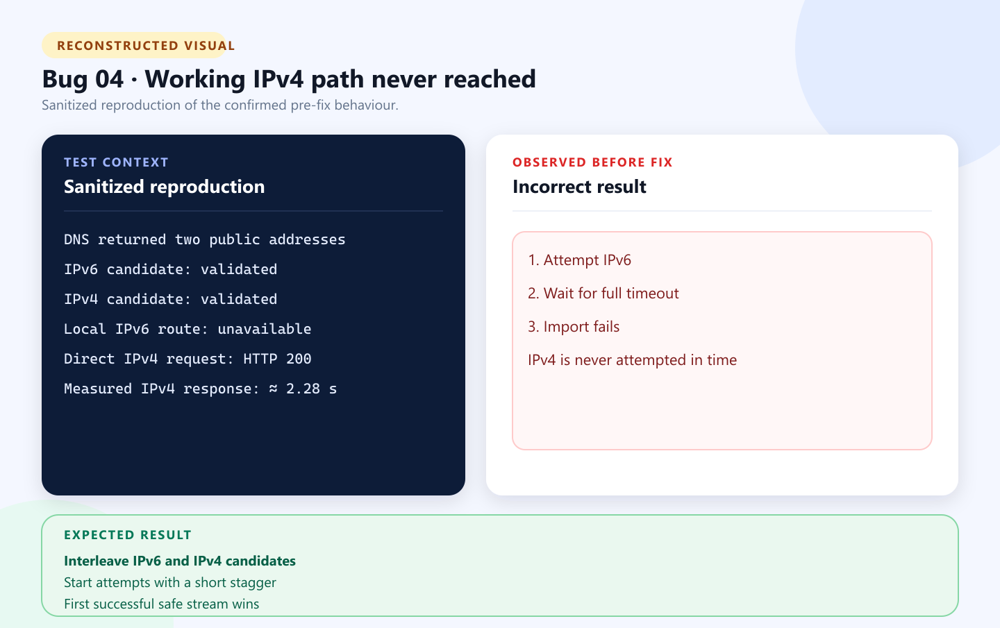 RECONSTRUCTED VISUAL
Bug 04 · Working IPv4 path never reached
Sanitized reproduction of the confirmed pre-fix behaviour.
TEST CONTEXT
Sanitized reproduction
DNS returned two public addresses
IPv6 candidate: validated
IPv4 candidate: validated
Local IPv6 route: unavailable
Direct IPv4 request: HTTP 200
Measured IPv4 response: ≈ 2.28 s
OBSERVED BEFORE FIX
Incorrect result
1. Attempt IPv6
2. Wait for full timeout
3. Import fails
IPv4 is never attempted in time
EXPECTED RESULT
Interleave IPv6 and IPv4 candidates
Start attempts with a short stagger
First successful safe stream wins